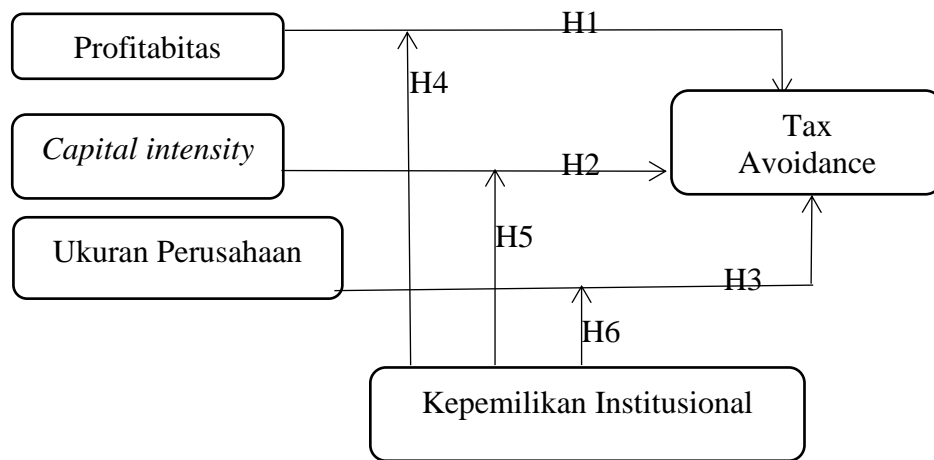 Profitabitas
H1
H4
Capital intensity
H2
Tax
Avoidance
Ukuran Perusahaan
H5
H3
H6
Kepemilikan Institusional